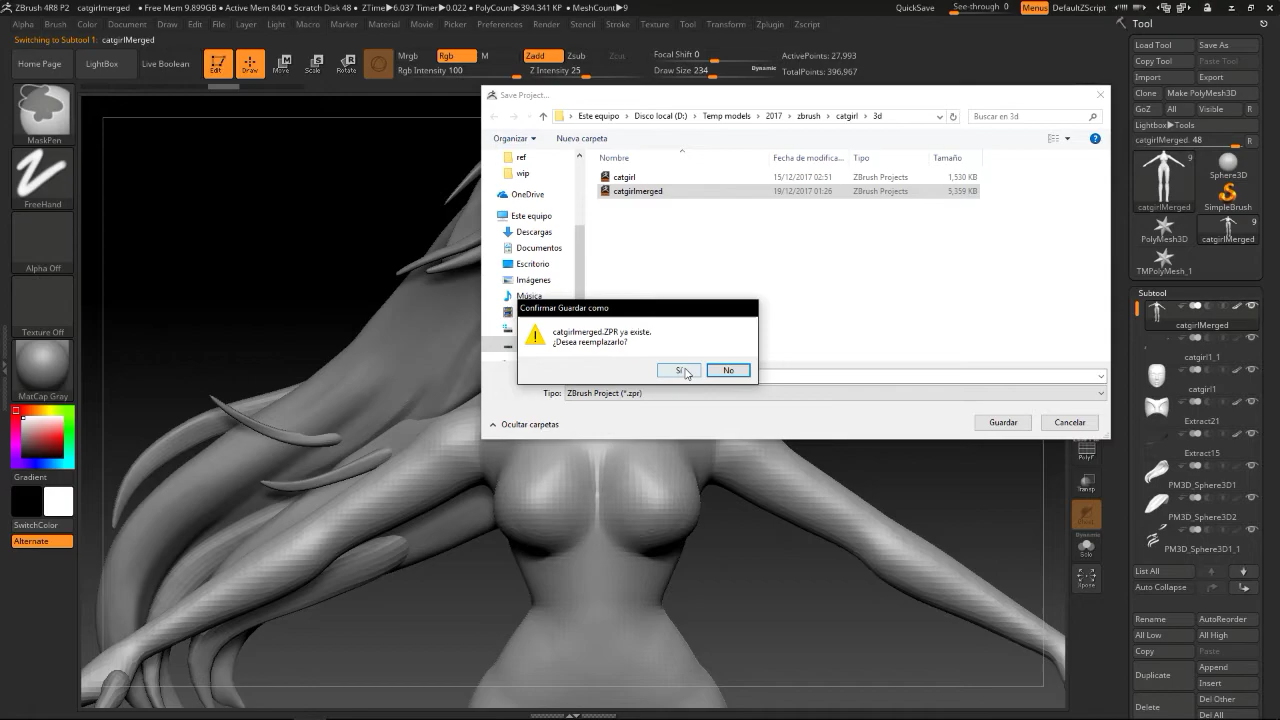 ZBrush 4R8 P2 catgirlmerged • Free Mem 9.899GB • Active Mem 840 • Scratch Disk 48 • ZTime▶6.037 Timer▶0.022 • PolyCount▶394.341 KP • MeshCount▶9 QuickSave See-through 0 Menus DefaultZScript
Alpha Brush Color Document Draw Edit File Layer Light Macro Marker Material Movie Picker Preferences Render Stencil Stroke Texture Tool Transform Zplugin Zscript
Switching to Subtool 1: catgirlMerged
Home Page LightBox Live Boolean Edit Draw Move Scale Rotate
Mrgb Rgb M Zadd Zsub Zcut Focal Shift 0 ActivePoints: 27,993
Rgb Intensity 100 Z Intensity 25 Draw Size 234 Dynamic TotalPoints: 396,967
MaskPen
FreeHand
Alpha Off
Texture Off
MatCap Gray
Gradient
SwitchColor
Alternate
Save Project...
Este equipo > Disco local (D:) > Temp models > 2017 > zbrush > catgirl > 3d
Buscar en 3d
Organizar Nueva carpeta
Nombre Fecha de modifica... Tipo Tamaño
catgirl 15/12/2017 02:51 ZBrush Projects 1,530 KB
catgirlmerged 19/12/2017 01:26 ZBrush Projects 5,359 KB
ref
wip
OneDrive
Este equipo
Descargas
Documentos
Escritorio
Imágenes
Música
Confirmar Guardar como
catgirlmerged.ZPR ya existe.
¿Desea reemplazarlo?
No
Tipo: ZBrush Project (*.zpr)
Ocultar carpetas Guardar Cancelar
PolyF
Transp
Dynamic
Solo
Xpose
Tool
Load Tool Save As
Copy Tool Paste Tool
Import Export
Clone Make PolyMesh3D
GoZ All Visible R
Lightbox▶Tools
catgirlMerged. 48 R
9
Sphere3D
catgirlMerged SimpleBrush
9
PolyMesh3D catgirlMerged
TMPolyMesh_1
Subtool
catgirlMerged
catgirl1_1
catgirl1
Extract21
Extract15
PM3D_Sphere3D1
PM3D_Sphere3D2
PM3D_Sphere3D1_1
List All
Auto Collapse
Rename AutoReorder
All Low All High
Copy Paste
Duplicate Append
Insert
Delete Del Other
Del All